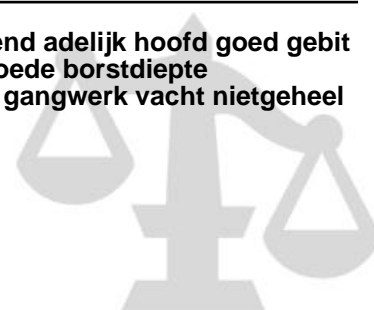 end adelijk hoofd goed gebit
oede borstdiepte
gangwerk vacht nietgeheel